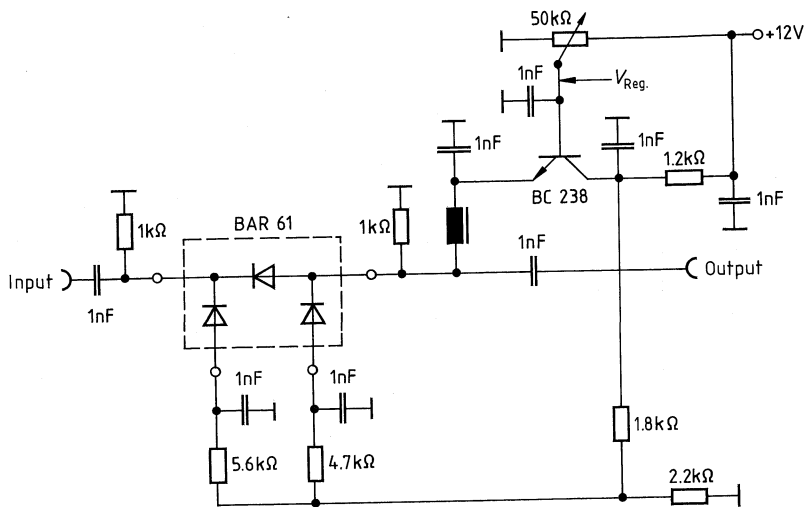 50kΩ
+12V
1nF
V Reg.
1nF
1nF
1.2kΩ
BC 238
1nF
1kΩ
BAR 61
1kΩ
1nF
Input
1nF
Output
1nF
1nF
1.8kΩ
5.6kΩ
4.7kΩ
2.2kΩ